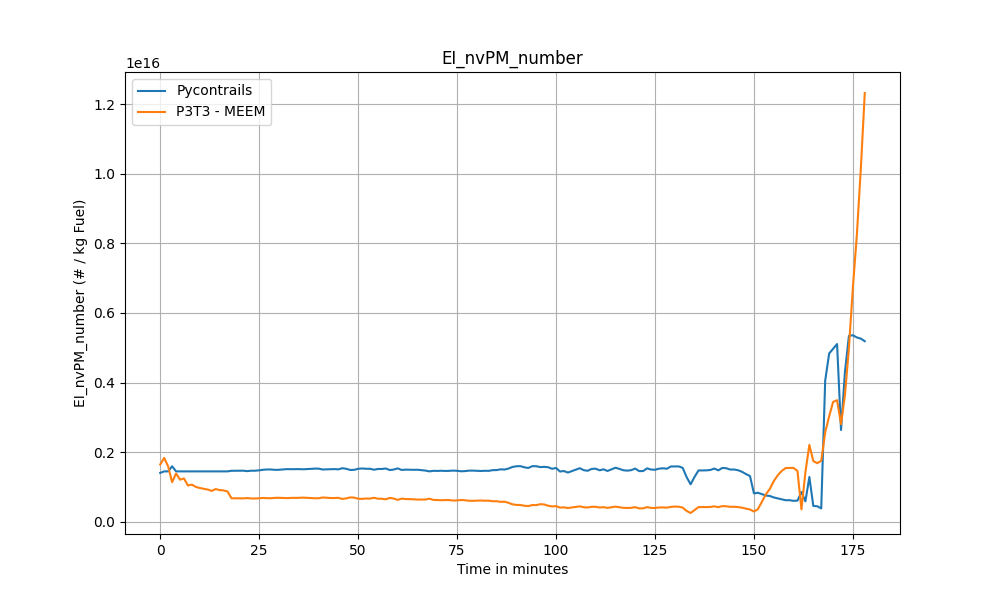 EI_nvPM_number
1e16
Pycontrails
P3T3 - MEEM
1.2
1.0
0.8
0.6
0.4
0.2
0.0
EI_nvPM_number (# / kg Fuel)
0 25 50 75 100 125 150 175
Time in minutes